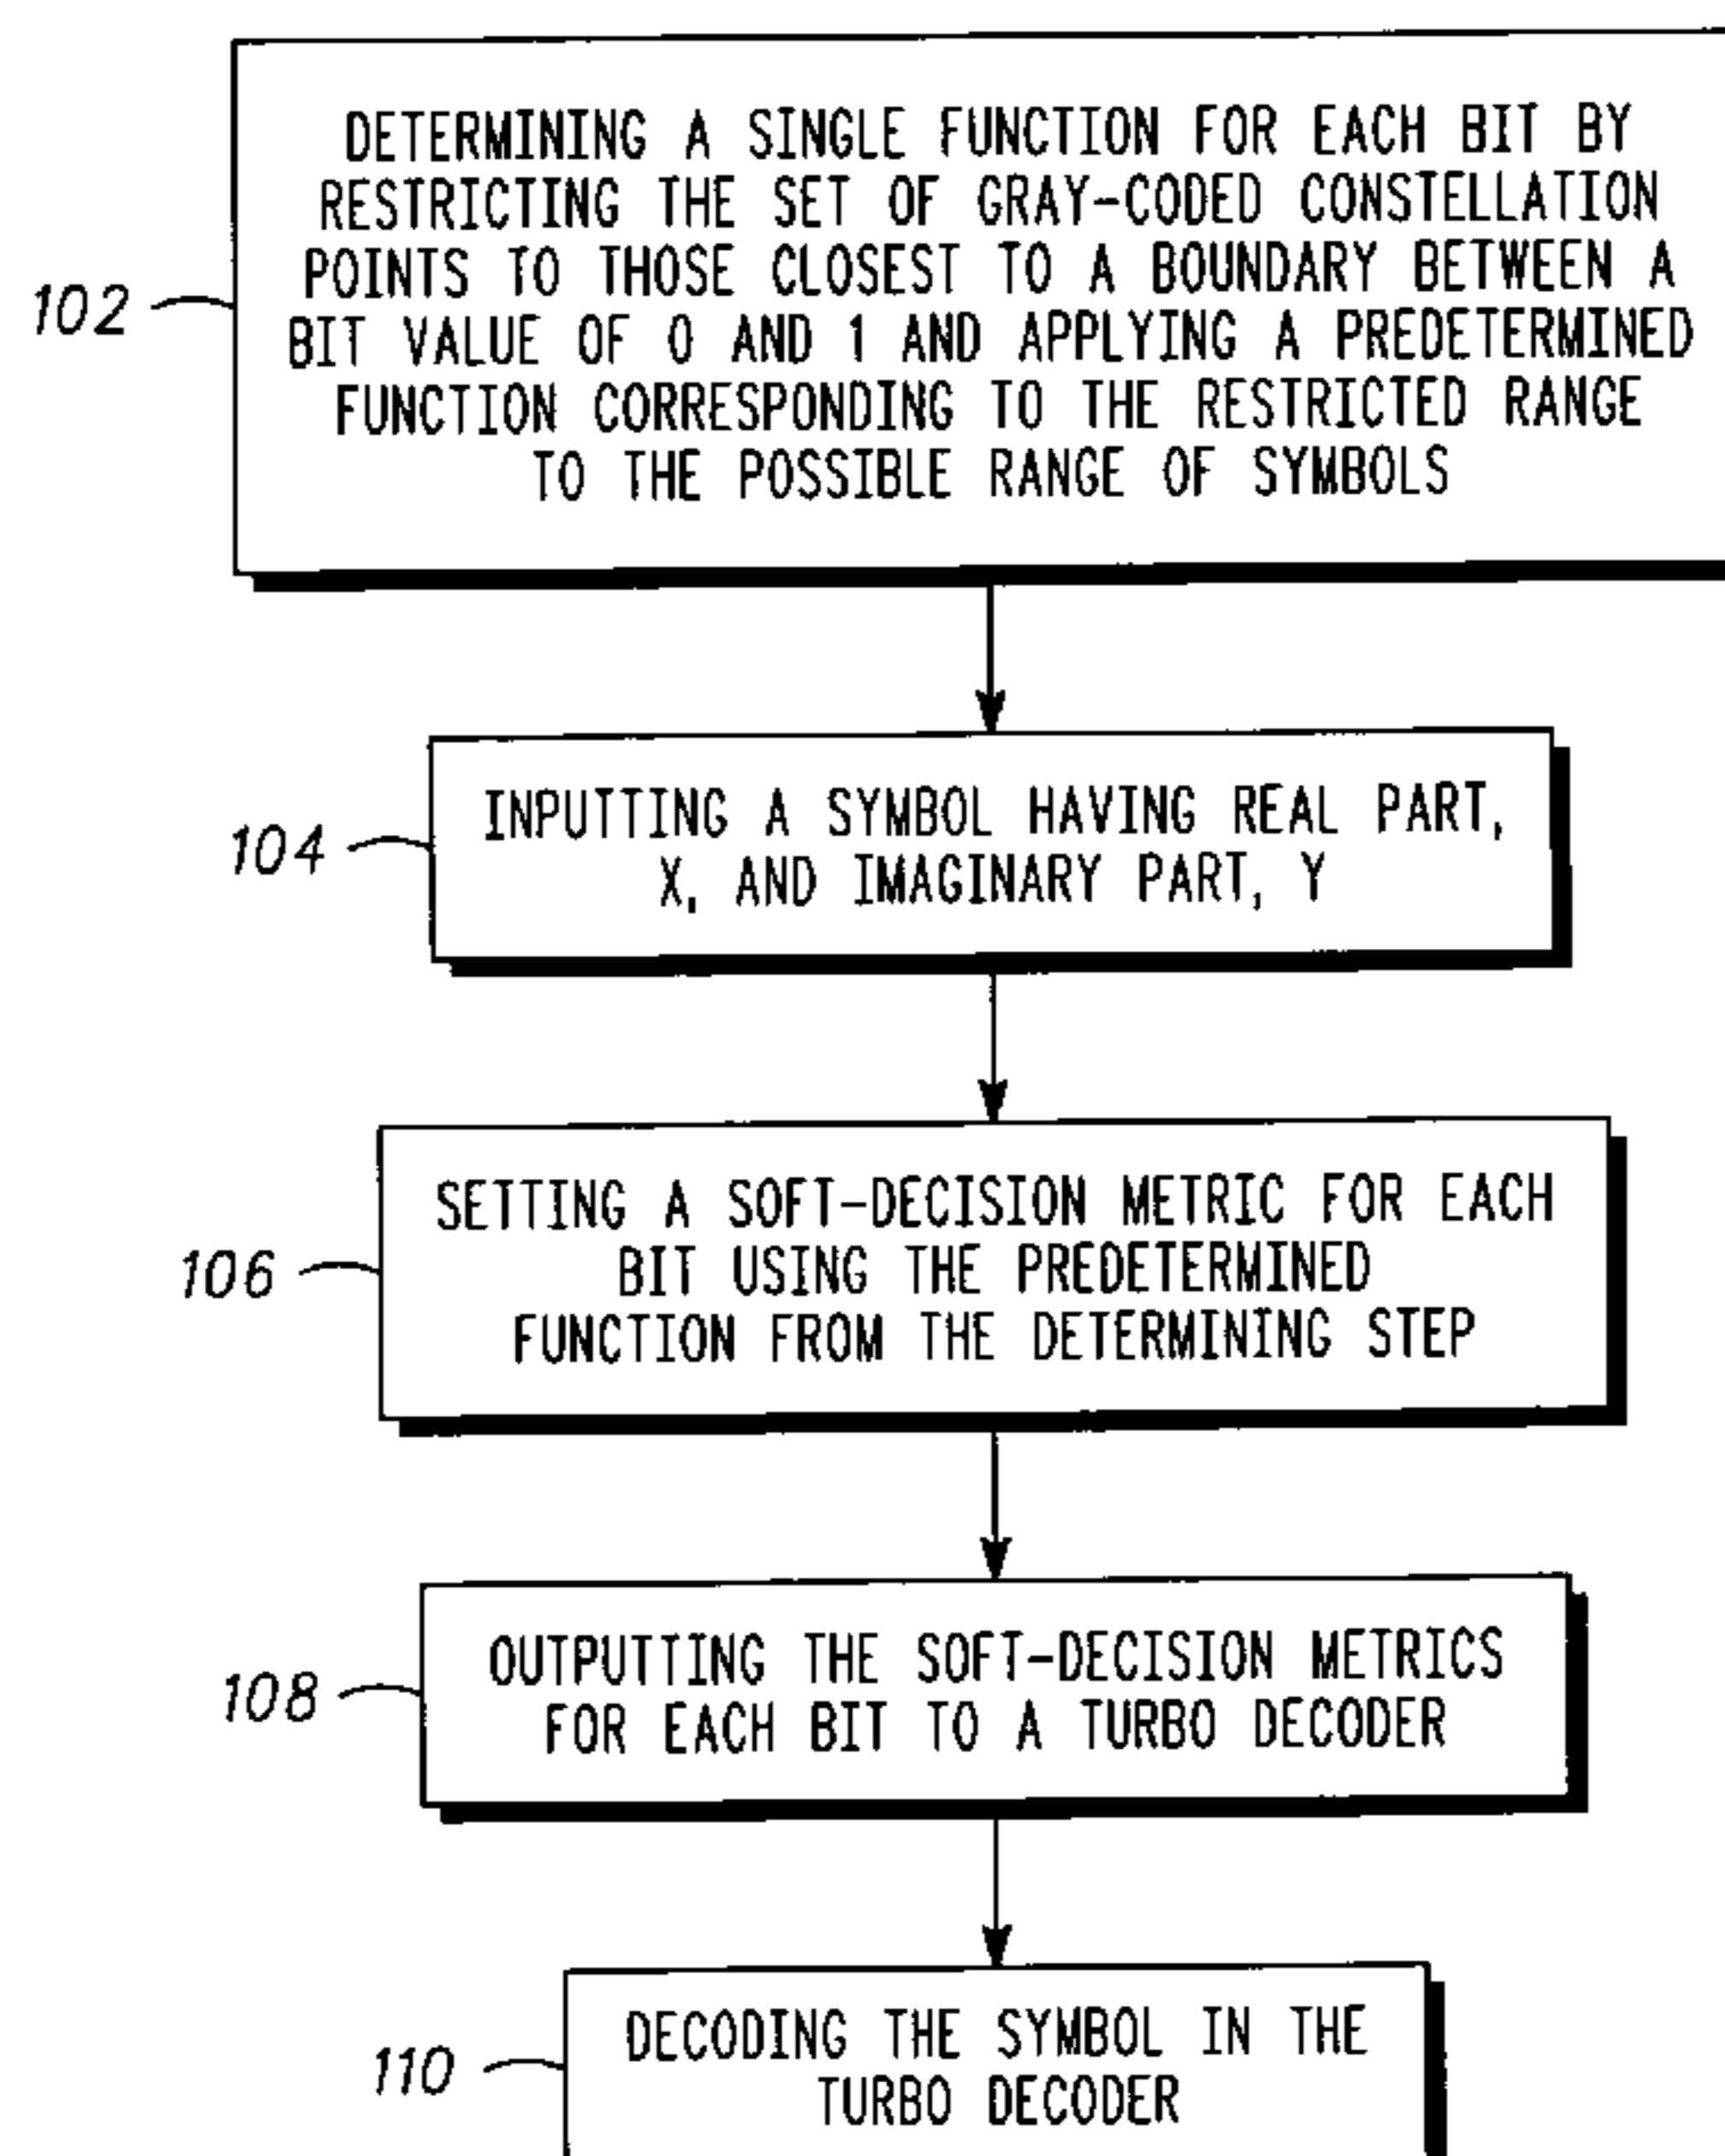 DETERMINING A SINGLE FUNCTION FOR EACH BIT BY
RESTRICTING THE SET OF GRAY-CODED CONSTELLATION
POINTS TO THOSE CLOSEST TO A BOUNDARY BETWEEN A
102
BIT VALUE OF 0 AND 1 AND APPLYING A PREDETERMINED
FUNCTION CORRESPONDING TO THE RESTRICTED RANGE
TO THE POSSIBLE RANGE OF SYMBOLS
INPUTTING A SYMBOL HAVING REAL PART,
104
X, AND IMAGINARY PART, Y
SETTING A SOFT-DECISION METRIC FOR EACH
106
BIT USING THE PREDETERMINED
FUNCTION FROM THE DETERMINING STEP
OUTPUTTING THE SOFT-DECISION METRICS
108
FOR EACH BIT TO A TURBO DECODER
DECODING THE SYMBOL IN THE
110
TURBO DECODER